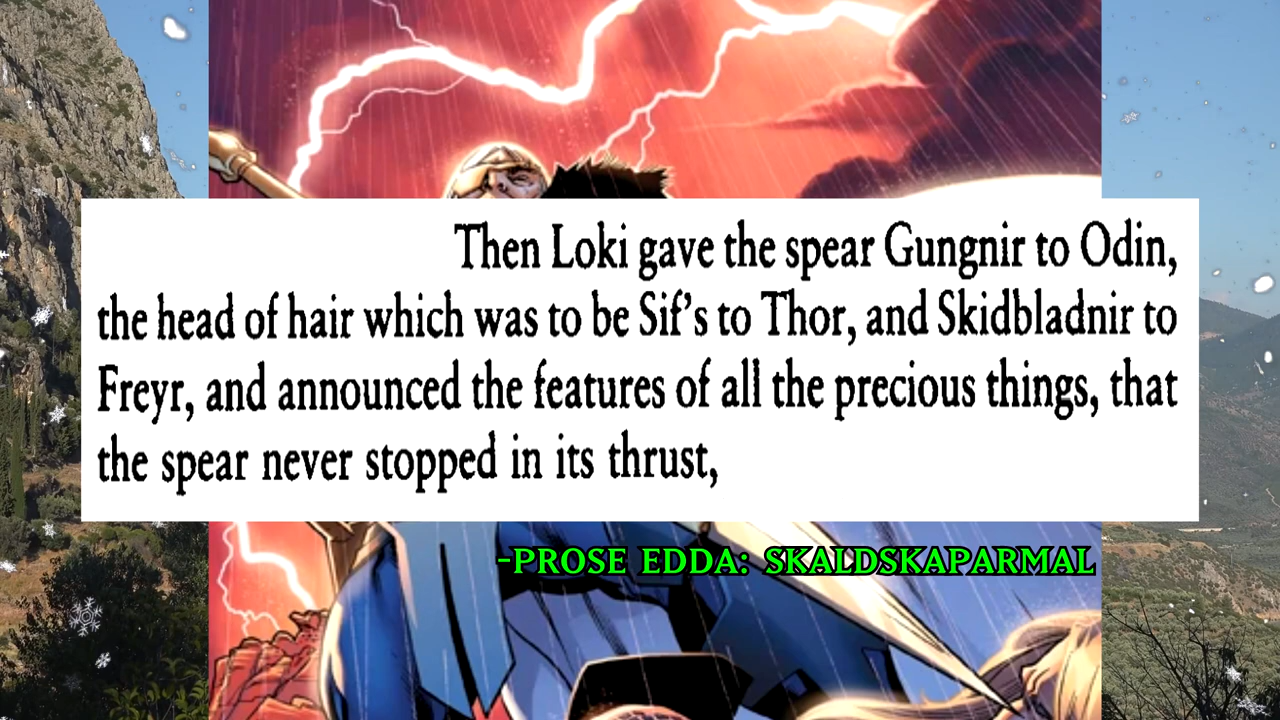 Then Loki gave the spear Gungnir to Odin,
the head of hair which was to be Sif's to Thor, and Skidbladnir to
Freyr, and announced the features of all the precious things, that
the spear never stopped in its thrust,
-PROSE EDDA: SKALDSKAPARMAL